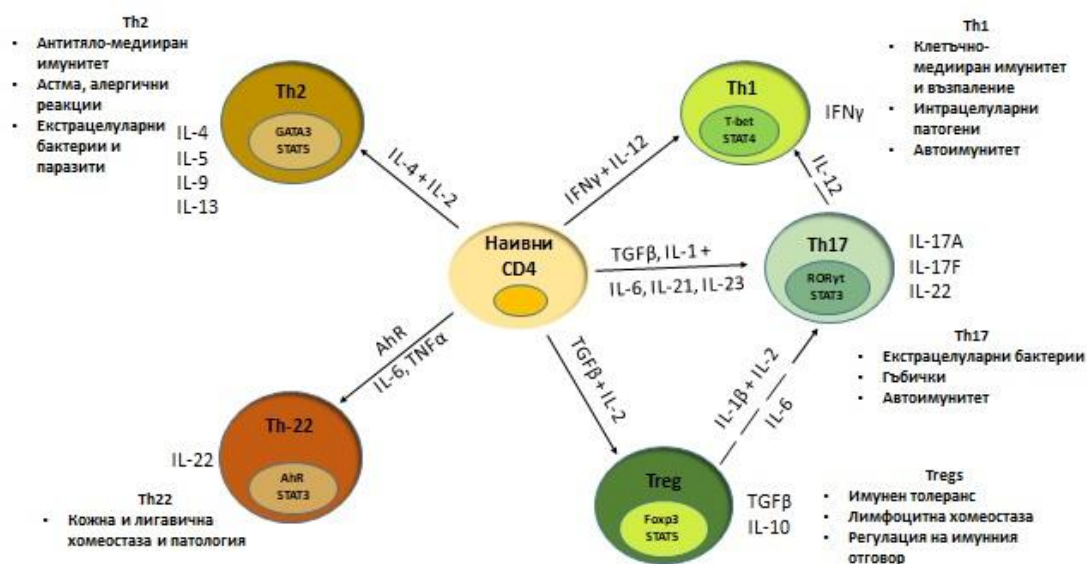 Th2
• Антитяло-медииран
имунитет
• Астма, алергични
реакции
• Екстрацелуларни
бактерии и
паразити
IL-4
IL-5
IL-9
IL-13
Th2
GATA3
STAT5
IL-4 + IL-2
Th1
T-bet
STAT4
IFNγ
IFNγ + IL-12
Th1
• Клетъчно-
медииран имунитет
и възпаление
• Интрацелуларни
патогени
• Автоимунитет
IL-12
Наивни
CD4
TGFβ, IL-1 +
IL-6, IL-21, IL-23
Th17
RORγt
STAT3
IL-17A
IL-17F
IL-22
Th17
• Екстрацелуларни бактерии
• Гъбички
• Автоимунитет
AhR
IL-6, TNFα
TGFβ + IL-2
IL-1β + IL-2
IL-6
Th-22
AhR
STAT3
IL-22
Th22
• Кожна и лигавична
хомеостаза и патология
Treg
Foxp3
STAT5
TGFβ
IL-10
Tregs
• Имунен толеранс
• Лимфоцитна хомеостаза
• Регулация на имунния
отговор